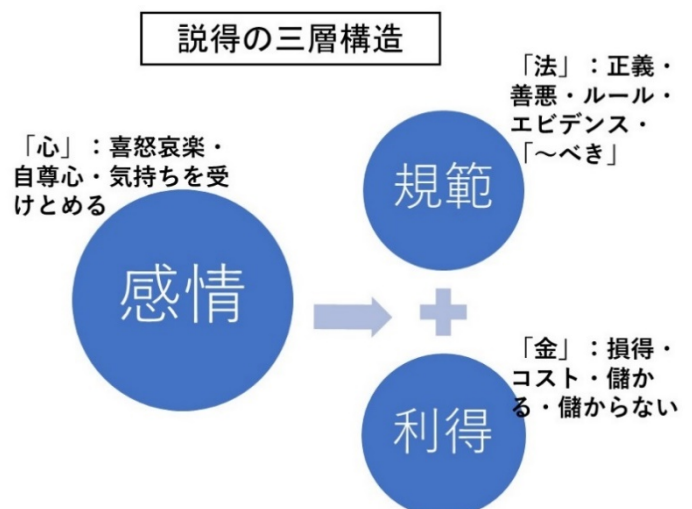 説得の三層構造
「心」：喜怒哀楽・
自尊心・気持ちを受
けとめる
感情
「法」：正義・
善悪・ルール・
エビデンス・
「～べき」
規範
「金」：損得・
コスト・儲か
る・儲からない
利得